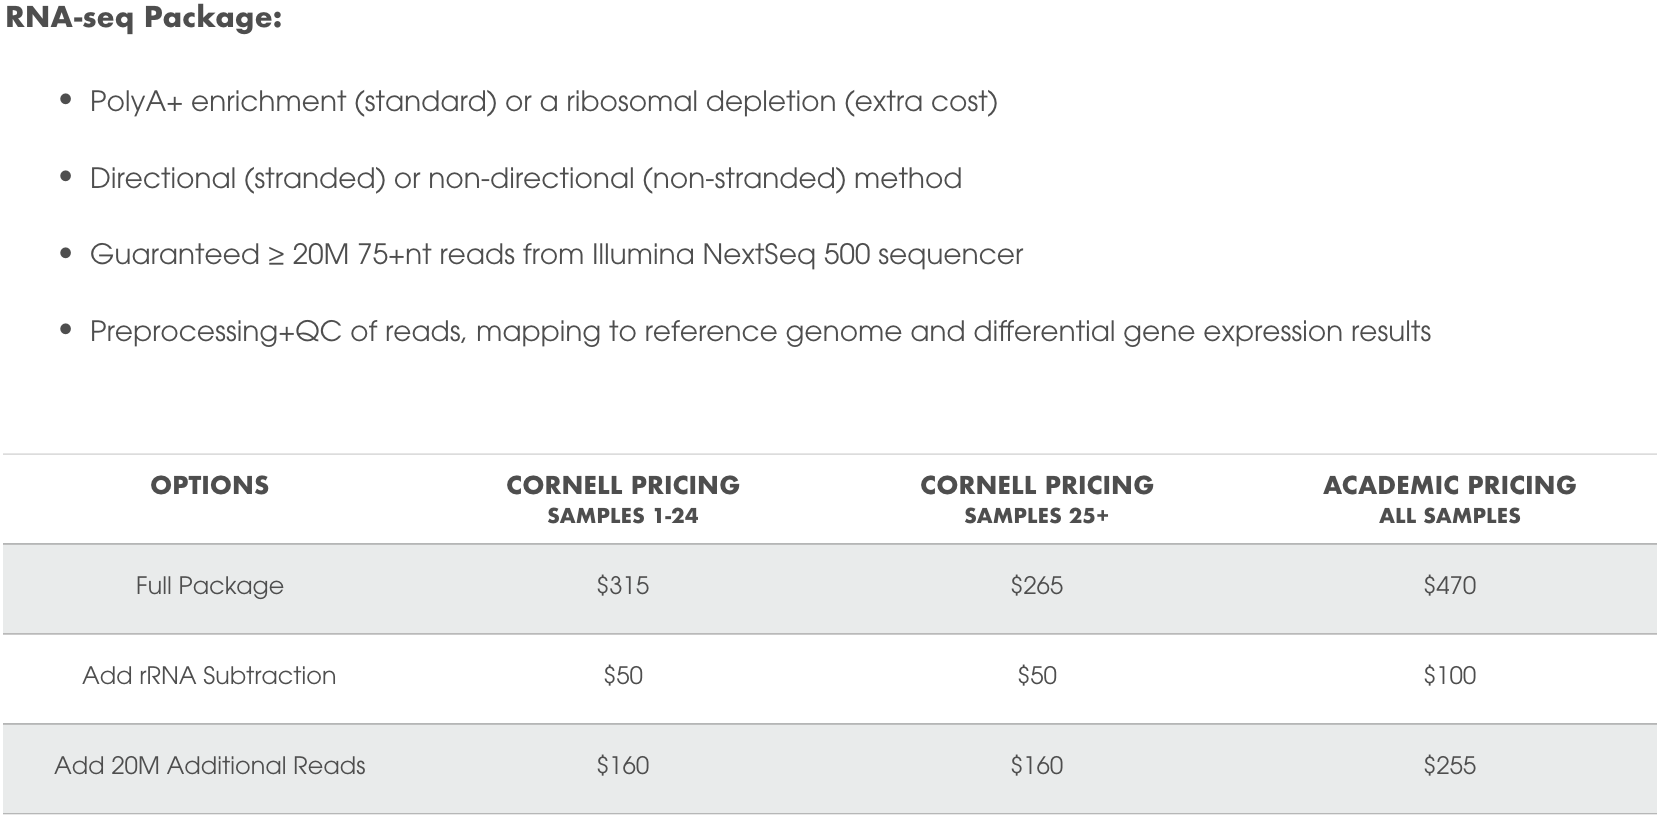 RNA-seq Package:
• PolyA+ enrichment (standard) or a ribosomal depletion (extra cost)
• Directional (stranded) or non-directional (non-stranded) method
• Guaranteed ≥ 20M 75+nt reads from Illumina NextSeq 500 sequencer
• Preprocessing+QC of reads, mapping to reference genome and differential gene expression results
OPTIONS CORNELL PRICING CORNELL PRICING ACADEMIC PRICING
SAMPLES 1-24 SAMPLES 25+ ALL SAMPLES
Full Package $315 $265 $470
Add rRNA Subtraction $50 $50 $100
Add 20M Additional Reads $160 $160 $255